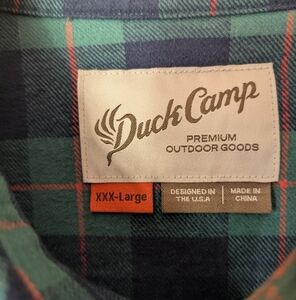 Duck Camp
PREMIUM
OUTDOOR GOODS
XXX-Large
DESIGNED IN
THE U.S.A
MADE IN
CHINA